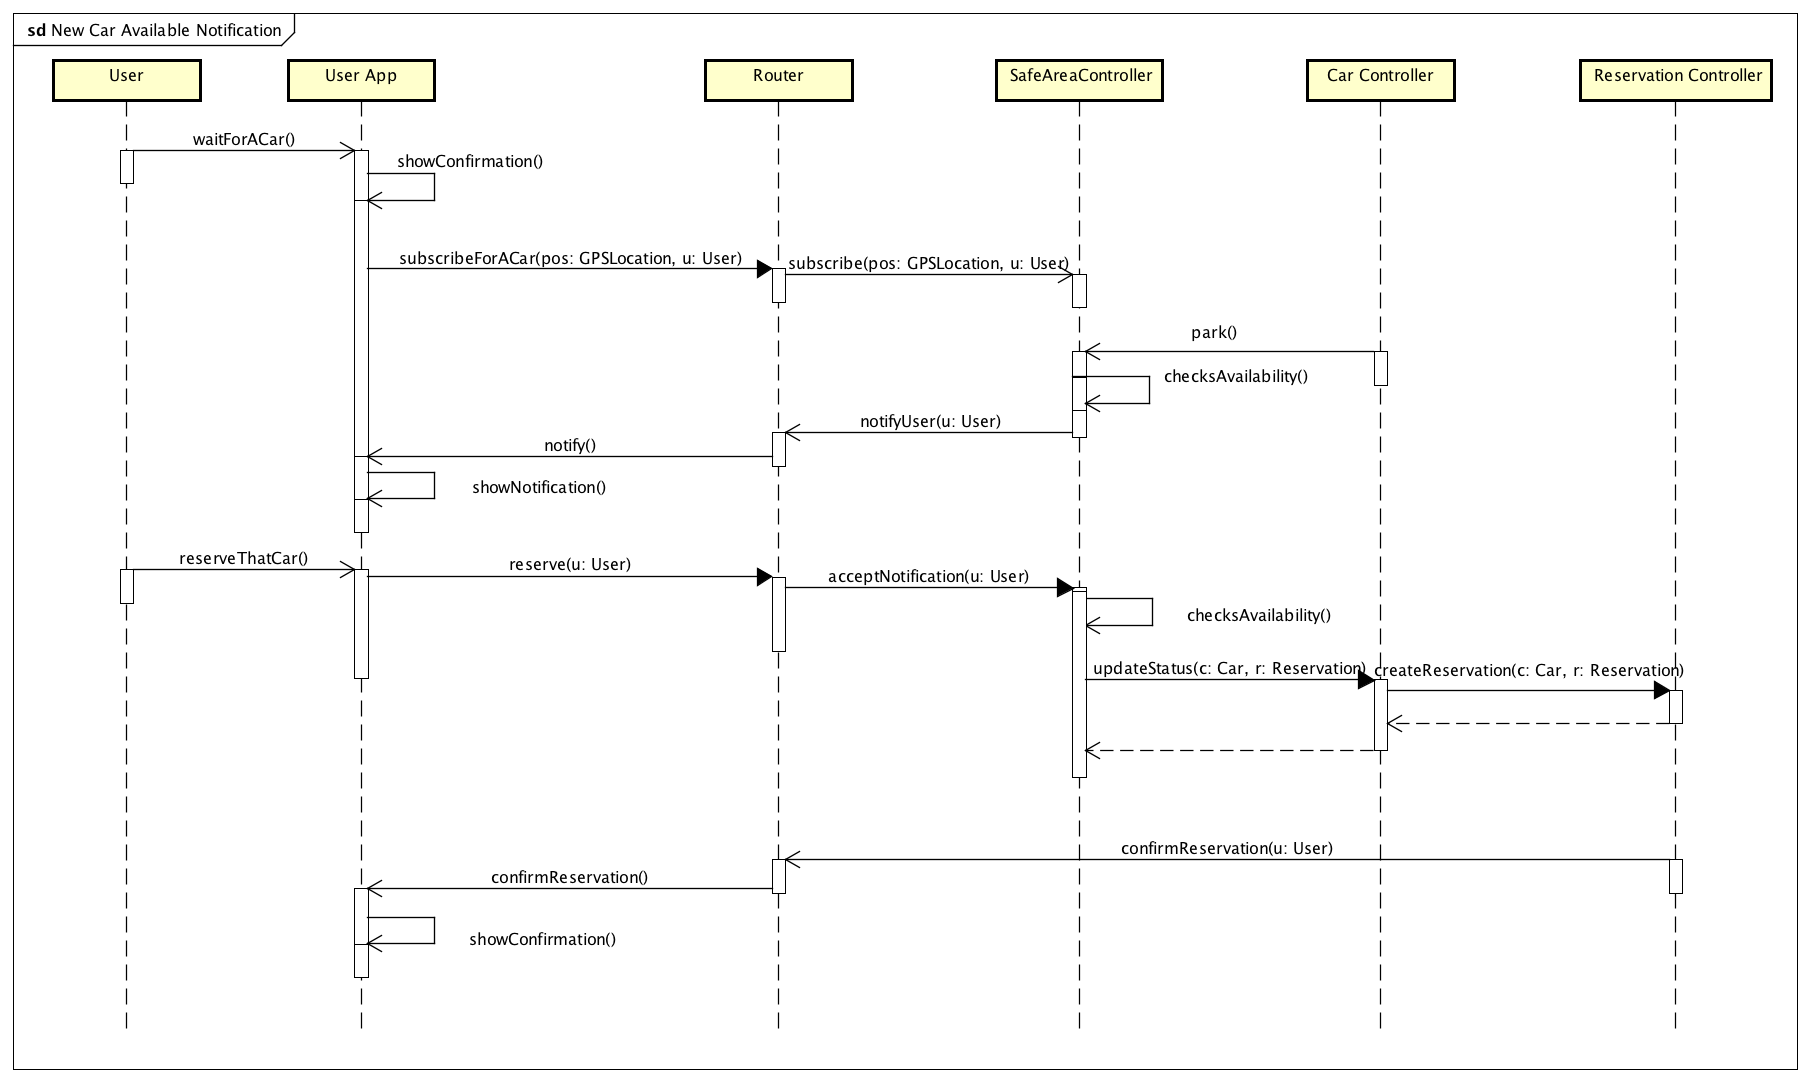 sd New Car Available Notification
User
User App
Router
SafeAreaController
Car Controller
Reservation Controller
waitForACar()
showConfirmation()
subscribeForACar(pos: GPSLocation, u: User)
subscribe(pos: GPSLocation, u: User)
park()
checksAvailability()
notifyUser(u: User)
notify()
showNotification()
reserveThatCar()
reserve(u: User)
acceptNotification(u: User)
checksAvailability()
updateStatus(c: Car, r: Reservation)
createReservation(c: Car, r: Reservation)
confirmReservation(u: User)
confirmReservation()
showConfirmation()